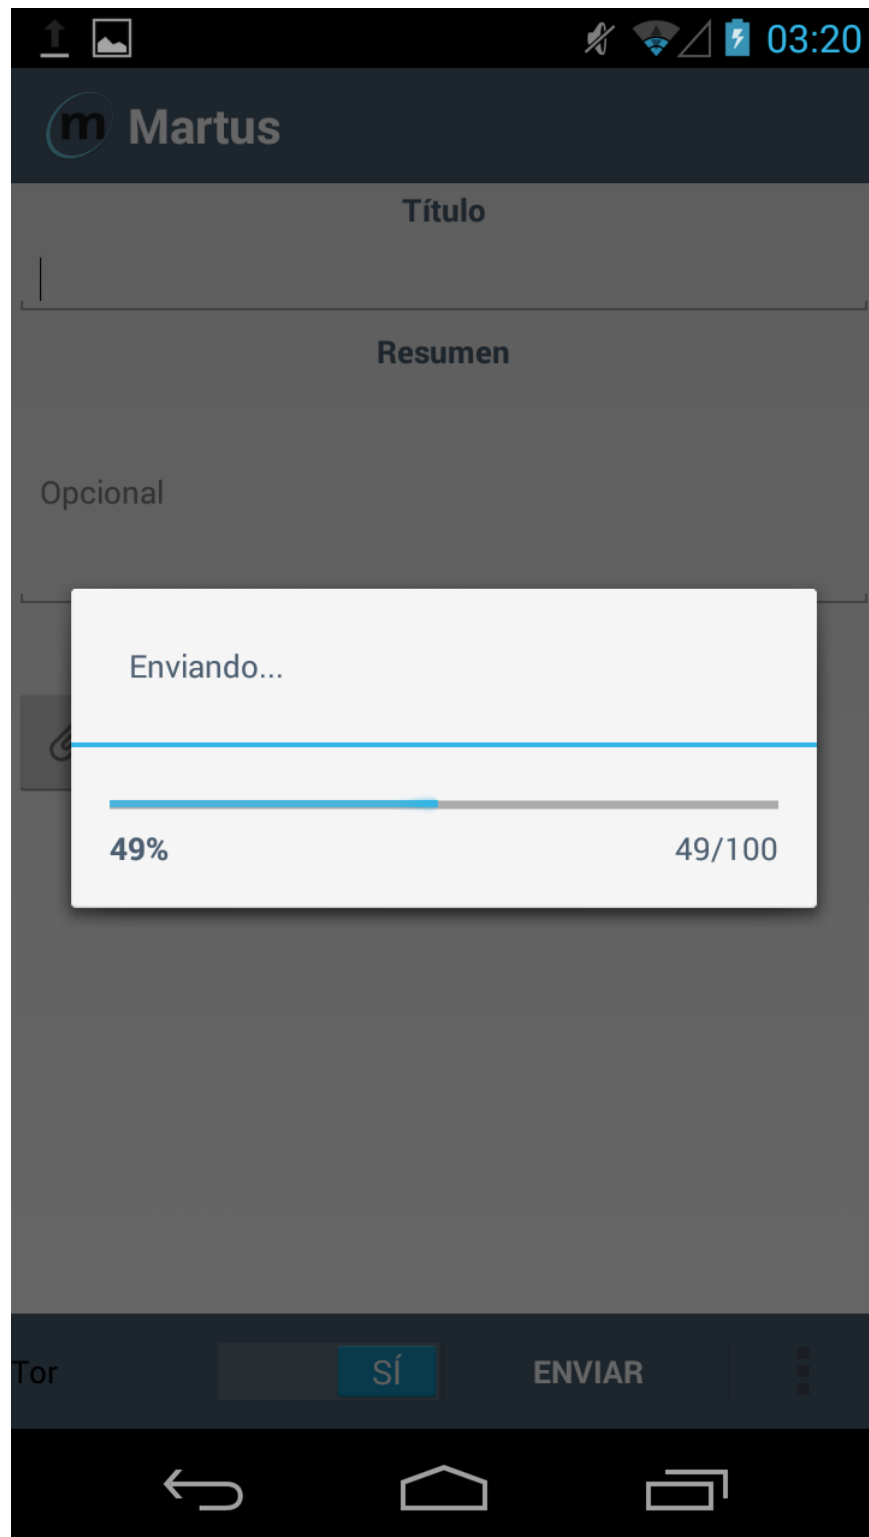 03:20
m Martus
Título
Resumen
Opcional
Enviando...
49% 49/100
Tor SÍ ENVIAR